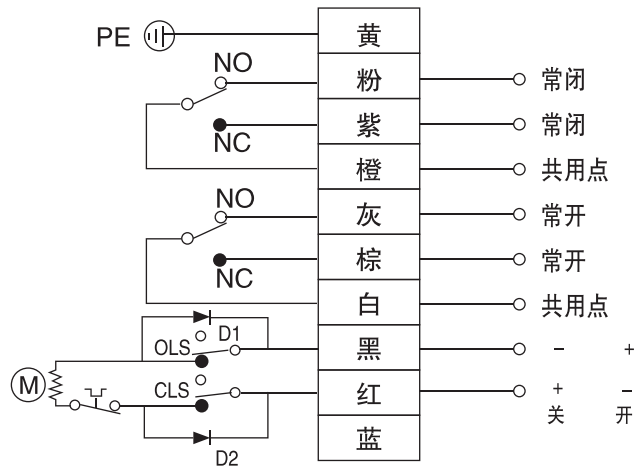 PE 黄
NO 粉 常闭
NC 紫 常闭
橙 共用点
NO 灰 常开
NC 棕 常开
白 共用点
D1
OLS 黑 − +
M CLS 红 + −
关 开
D2 蓝